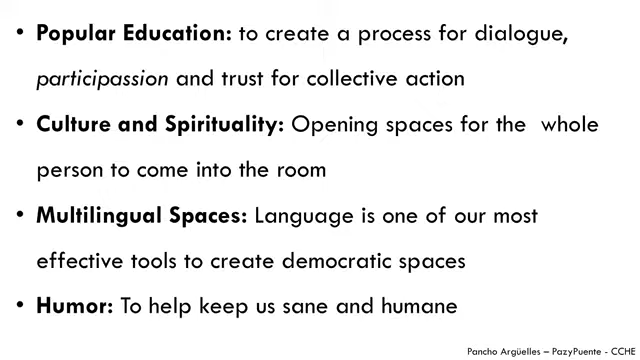 • Popular Education: to create a process for dialogue,
participassion and trust for collective action
• Culture and Spirituality: Opening spaces for the whole
person to come into the room
• Multilingual Spaces: Language is one of our most
effective tools to create democratic spaces
• Humor: To help keep us sane and humane
Pancho Argüelles – PazyPuente - CCHE